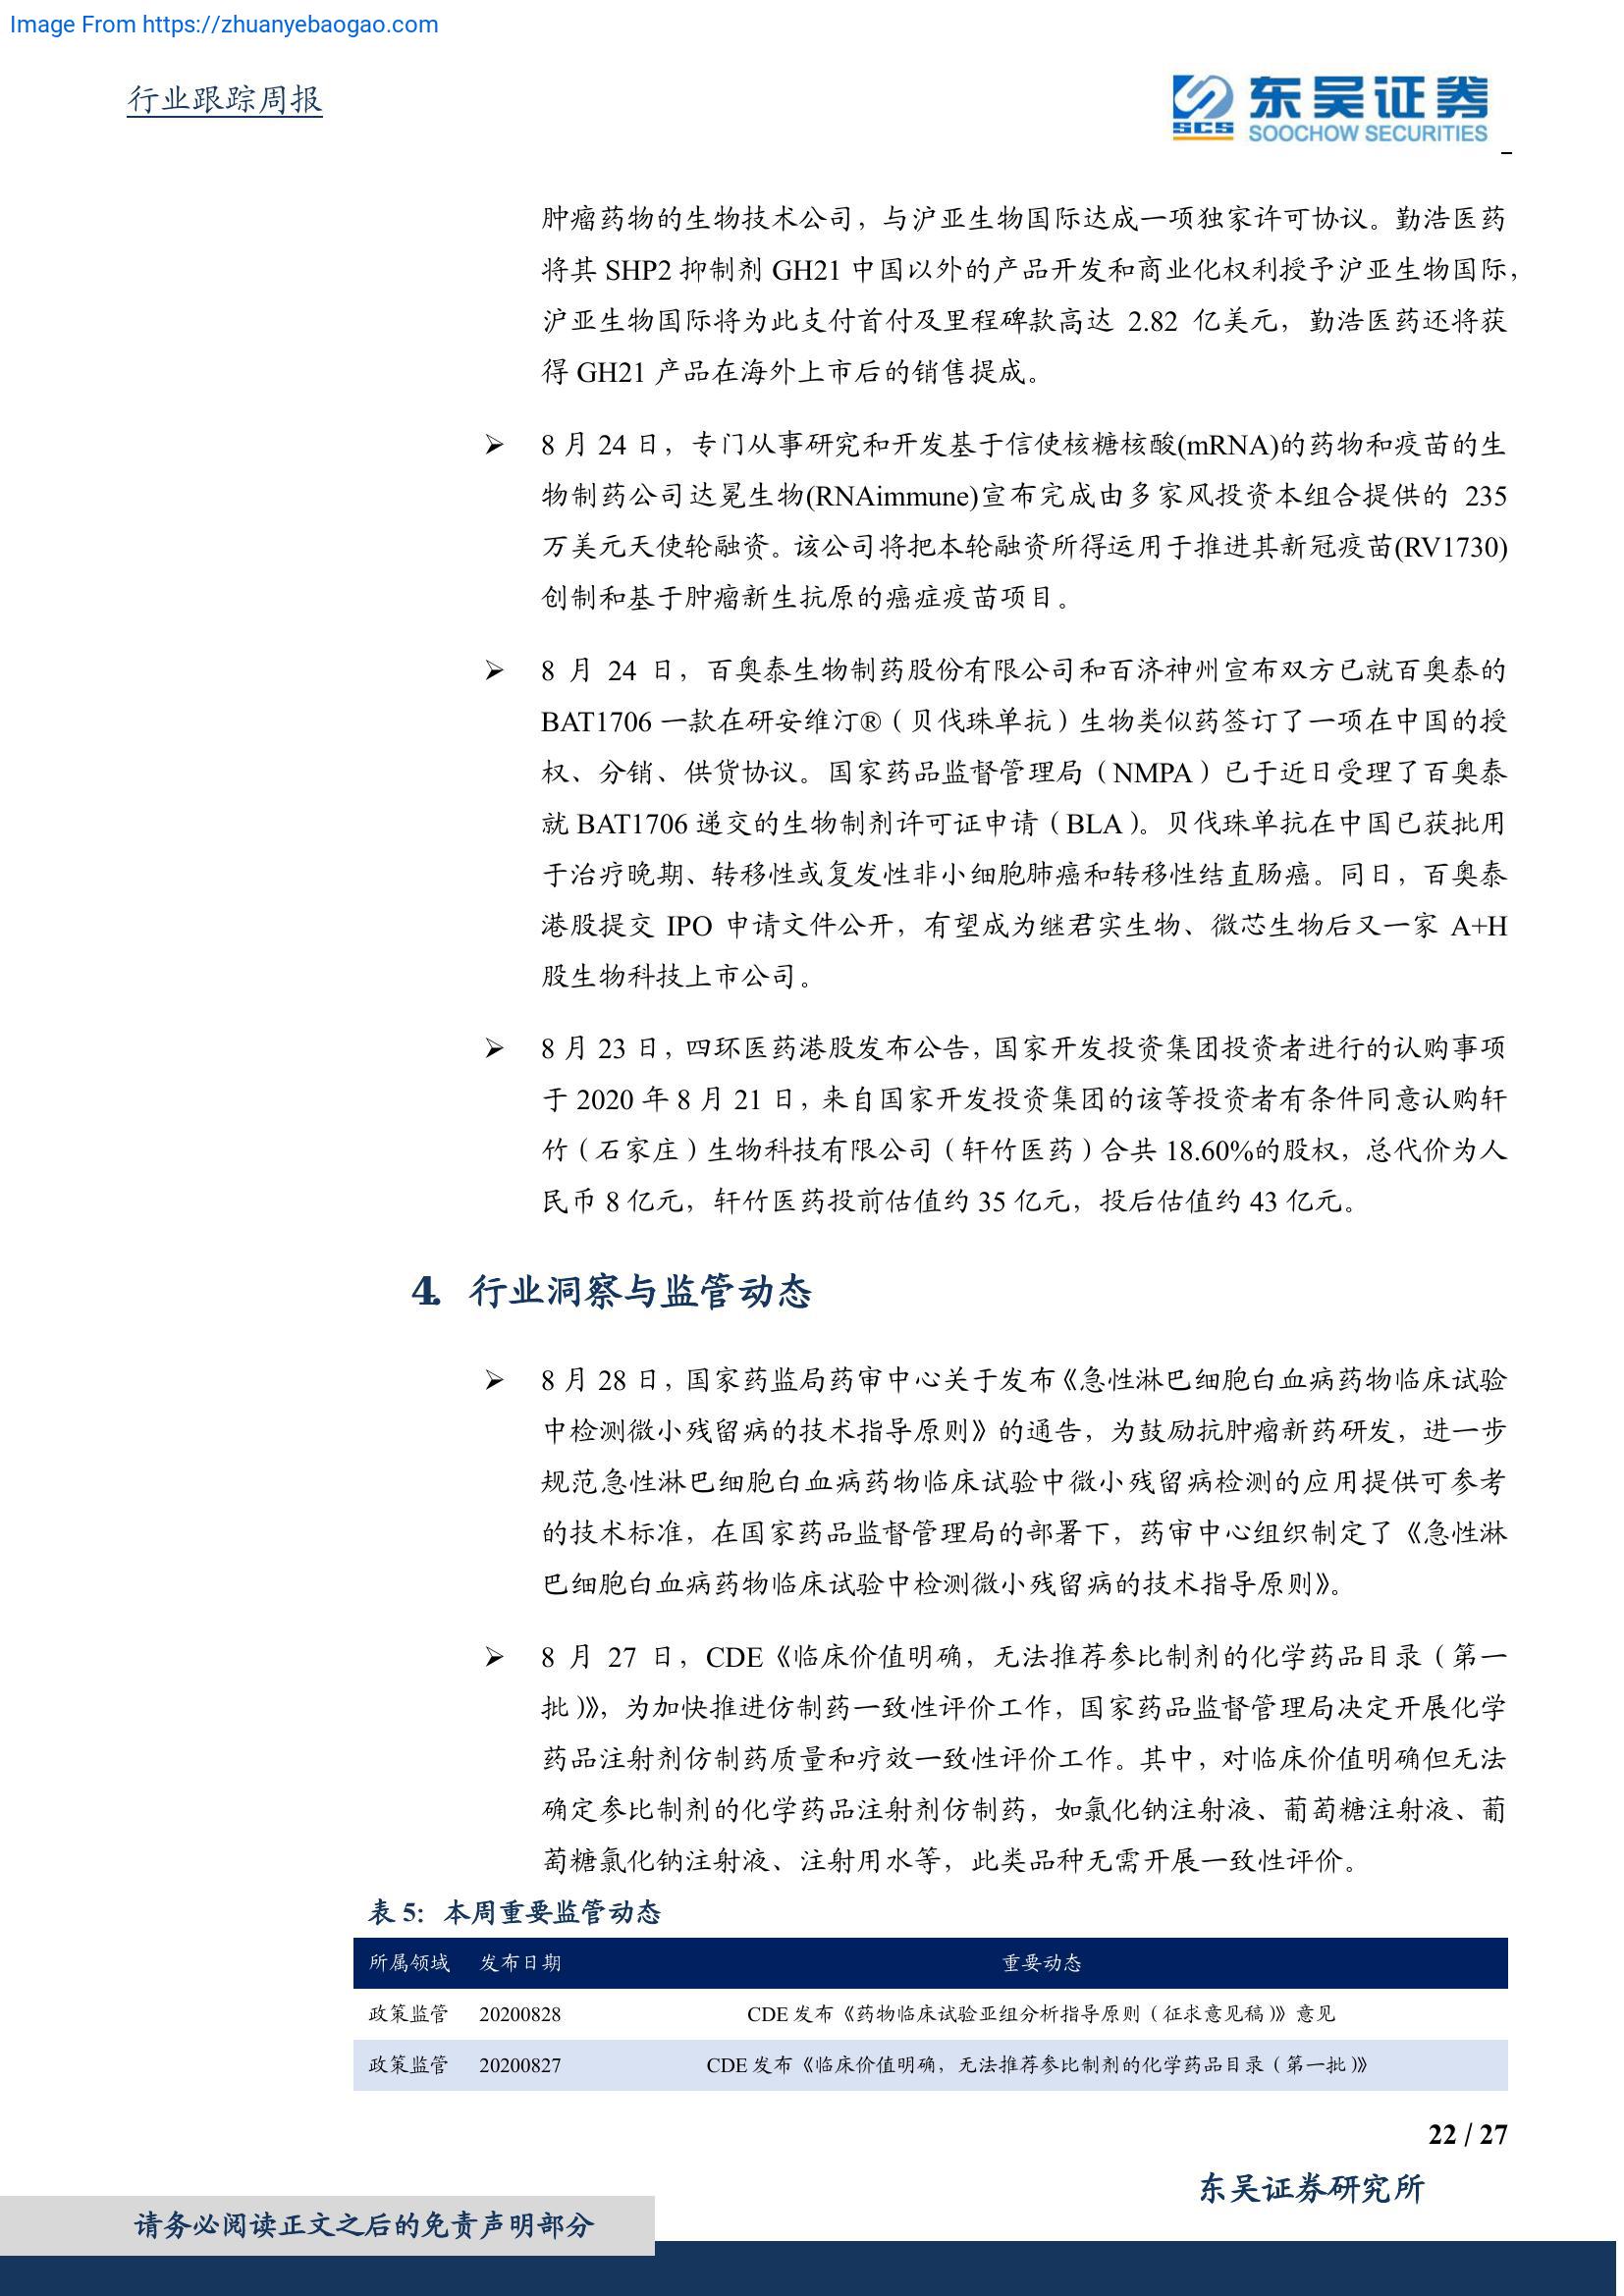 Image From https://zhuanyebaogao.com
行业跟踪周报
SCS 东吴证券
SOOCHOW SECURITIES
肿瘤药物的生物技术公司，与沪亚生物国际达成一项独家许可协议。勤浩医药
将其 SHP2 抑制剂 GH21 中国以外的产品开发和商业化权利授予沪亚生物国际，
沪亚生物国际将为此支付首付及里程碑款高达 2.82 亿美元，勤浩医药还将获
得 GH21 产品在海外上市后的销售提成。
➢ 8 月 24 日，专门从事研究和开发基于信使核糖核酸(mRNA)的药物和疫苗的生
物制药公司达冕生物(RNAimmune)宣布完成由多家风投资本组合提供的 235
万美元天使轮融资。该公司将把本轮融资所得运用于推进其新冠疫苗(RV1730)
创制和基于肿瘤新生抗原的癌症疫苗项目。
➢ 8 月 24 日，百奥泰生物制药股份有限公司和百济神州宣布双方已就百奥泰的
BAT1706 一款在研安维汀®（贝伐珠单抗）生物类似药签订了一项在中国的授
权、分销、供货协议。国家药品监督管理局（NMPA）已于近日受理了百奥泰
就 BAT1706 递交的生物制剂许可证申请（BLA）。贝伐珠单抗在中国已获批用
于治疗晚期、转移性或复发性非小细胞肺癌和转移性结直肠癌。同日，百奥泰
港股提交 IPO 申请文件公开，有望成为继君实生物、微芯生物后又一家 A+H
股生物科技上市公司。
➢ 8 月 23 日，四环医药港股发布公告，国家开发投资集团投资者进行的认购事项
于 2020 年 8 月 21 日，来自国家开发投资集团的该等投资者有条件同意认购轩
竹（石家庄）生物科技有限公司（轩竹医药）合共 18.60%的股权，总代价为人
民币 8 亿元，轩竹医药投前估值约 35 亿元，投后估值约 43 亿元。
4. 行业洞察与监管动态
➢ 8 月 28 日，国家药监局药审中心关于发布《急性淋巴细胞白血病药物临床试验
中检测微小残留病的技术指导原则》的通告，为鼓励抗肿瘤新药研发，进一步
规范急性淋巴细胞白血病药物临床试验中微小残留病检测的应用提供可参考
的技术标准，在国家药品监督管理局的部署下，药审中心组织制定了《急性淋
巴细胞白血病药物临床试验中检测微小残留病的技术指导原则》。
➢ 8 月 27 日，CDE《临床价值明确，无法推荐参比制剂的化学药品目录（第一
批）》，为加快推进仿制药一致性评价工作，国家药品监督管理局决定开展化学
药品注射剂仿制药质量和疗效一致性评价工作。其中，对临床价值明确但无法
确定参比制剂的化学药品注射剂仿制药，如氯化钠注射液、葡萄糖注射液、葡
萄糖氯化钠注射液、注射用水等，此类品种无需开展一致性评价。
表 5：本周重要监管动态
所属领域 发布日期 重要动态
政策监管 20200828 CDE 发布《药物临床试验亚组分析指导原则（征求意见稿）》意见
政策监管 20200827 CDE 发布《临床价值明确，无法推荐参比制剂的化学药品目录（第一批）》
22 / 27
东吴证券研究所
请务必阅读正文之后的免责声明部分